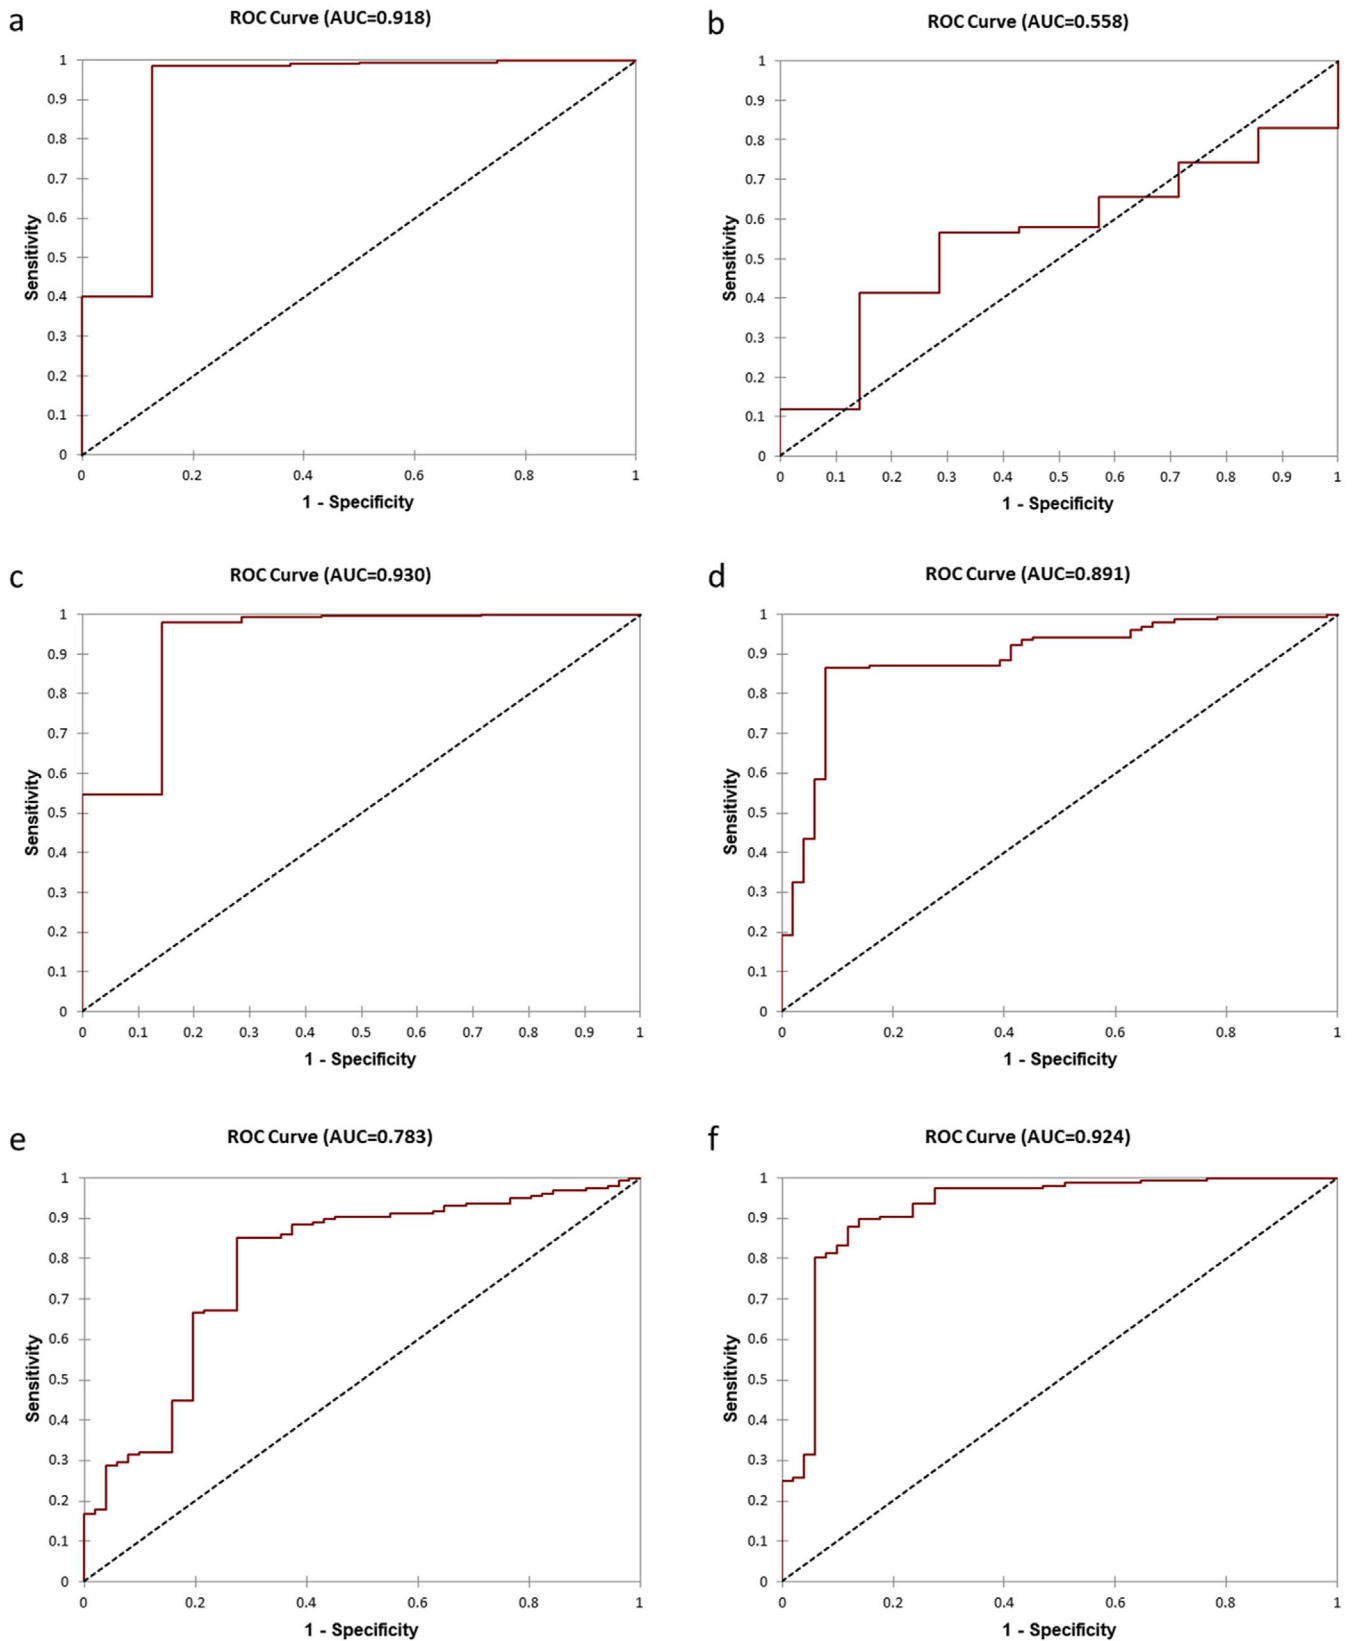 a
ROC Curve (AUC=0.918)
1
0.9
0.8
0.7
0.6
0.5
0.4
0.3
0.2
0.1
0
Sensitivity
0 0.2 0.4 0.6 0.8 1
1 - Specificity
b
ROC Curve (AUC=0.558)
1
0.9
0.8
0.7
0.6
0.5
0.4
0.3
0.2
0.1
0
Sensitivity
0 0.1 0.2 0.3 0.4 0.5 0.6 0.7 0.8 0.9 1
1 - Specificity
c
ROC Curve (AUC=0.930)
1
0.9
0.8
0.7
0.6
0.5
0.4
0.3
0.2
0.1
0
Sensitivity
0 0.1 0.2 0.3 0.4 0.5 0.6 0.7 0.8 0.9 1
1 - Specificity
d
ROC Curve (AUC=0.891)
1
0.9
0.8
0.7
0.6
0.5
0.4
0.3
0.2
0.1
0
Sensitivity
0 0.2 0.4 0.6 0.8 1
1 - Specificity
e
ROC Curve (AUC=0.783)
1
0.9
0.8
0.7
0.6
0.5
0.4
0.3
0.2
0.1
0
Sensitivity
0 0.2 0.4 0.6 0.8 1
1 - Specificity
f
ROC Curve (AUC=0.924)
1
0.9
0.8
0.7
0.6
0.5
0.4
0.3
0.2
0.1
0
Sensitivity
0 0.2 0.4 0.6 0.8 1
1 - Specificity